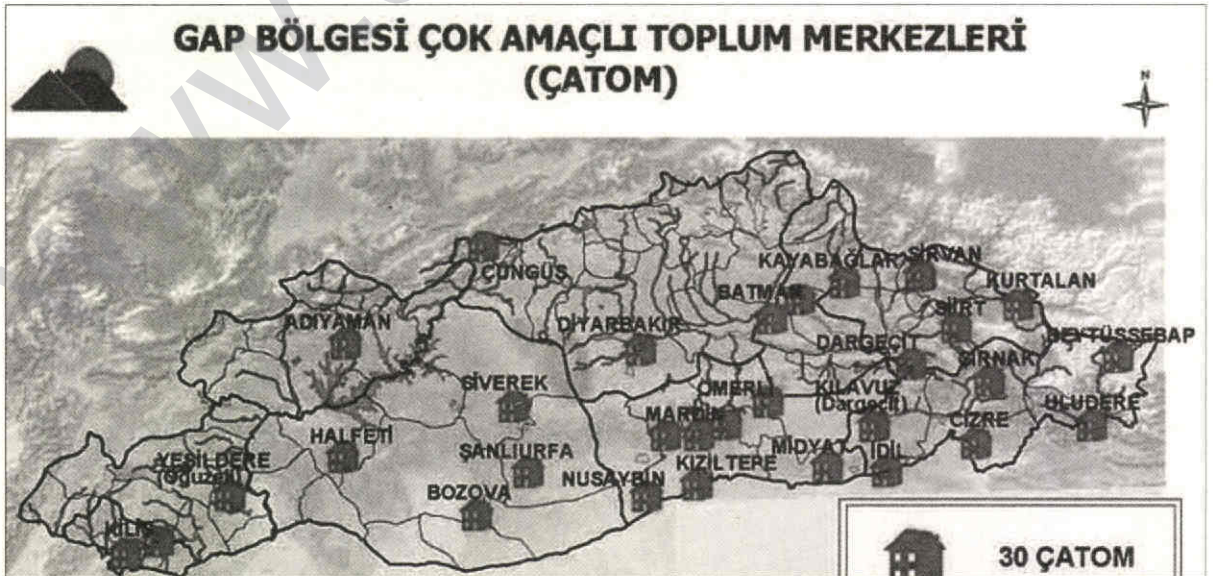 GAP BÖLGESİ ÇOK AMAÇLI TOPLUM MERKEZLERİ
(ÇATOM)
N
KAYABAĞLAR
ŞİRVAN
ÇÜNGÜŞ
KURTALAN
BATMAN
SİİRT
ADIYAMAN
DİYARBAKIR
BEYTÜŞŞEBAP
DARGEÇİT
ŞIRNAK
SİVEREK
ÖMERLİ
KILAVUZ
(Dargeçit)
ULUDERE
MARDİN
CİZRE
HALFETİ
MİDYAT
İDİL
ŞANLIURFA
YEŞİLDERE
(Oğuzeli)
KIZILTEPE
NUSAYBİN
BOZOVA
KİLİS
30 ÇATOM